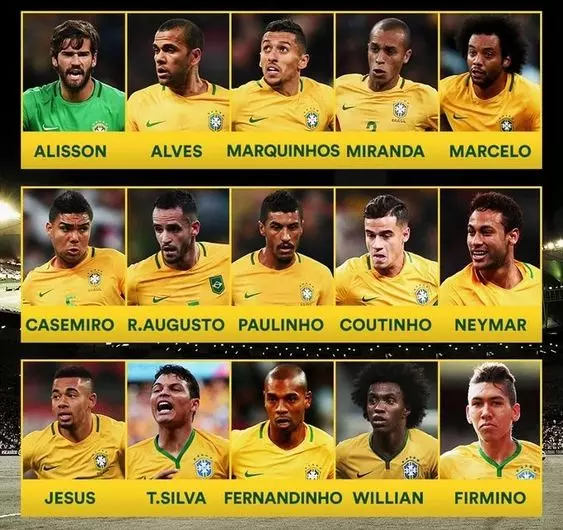 ALISSON
ALVES
MARQUINHOS
MIRANDA
MARCELO
CASEMIRO
R.AUGUSTO
PAULINHO
COUTINHO
NEYMAR
JESUS
T.SILVA
FERNANDINHO
WILLIAN
FIRMINO